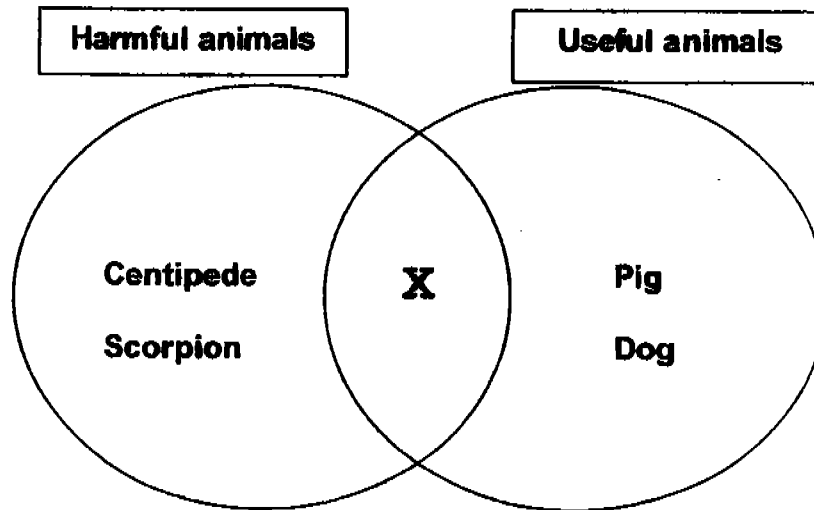 Harmful animals
Useful animals
Centipede
Scorpion
X
Pig
Dog